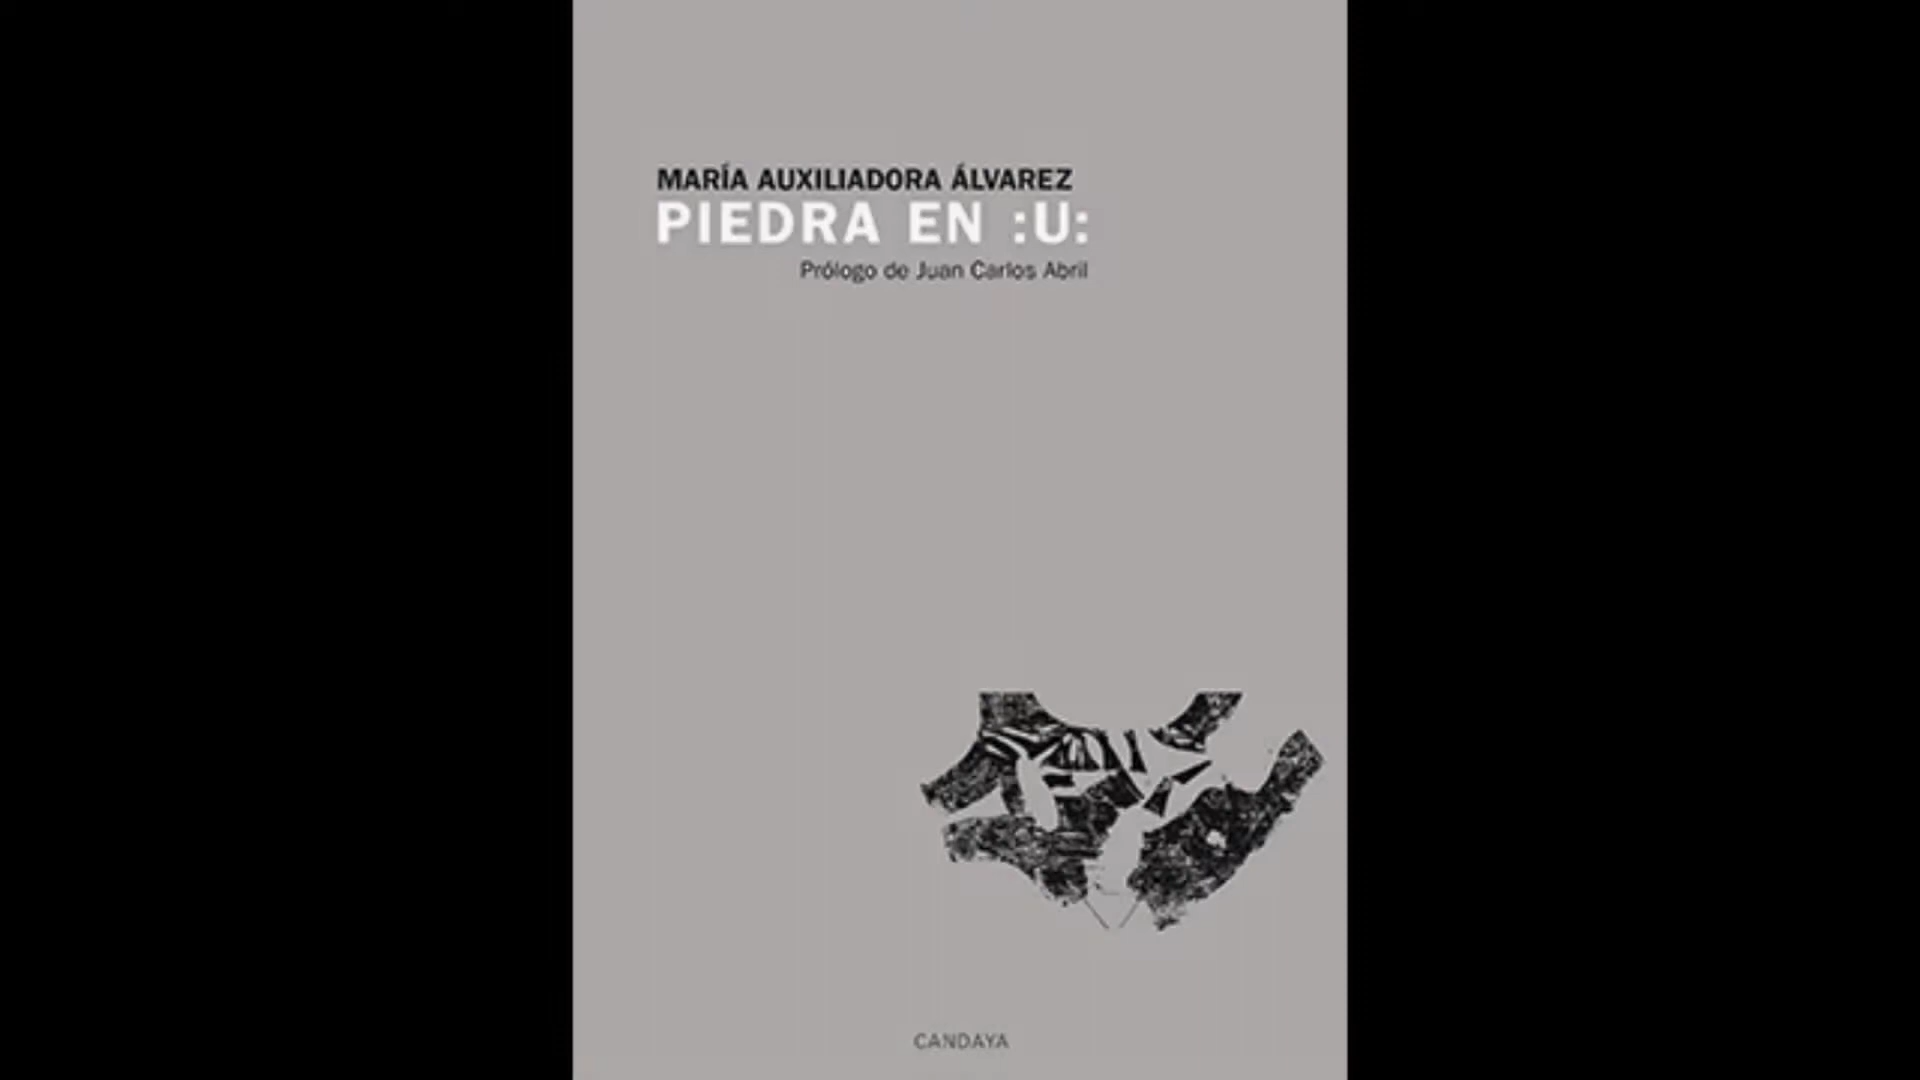 MARÍA AUXILIADORA ÁLVAREZ
PIEDRA EN :U:
Prólogo de Juan Carlos Abril
CANDAYA